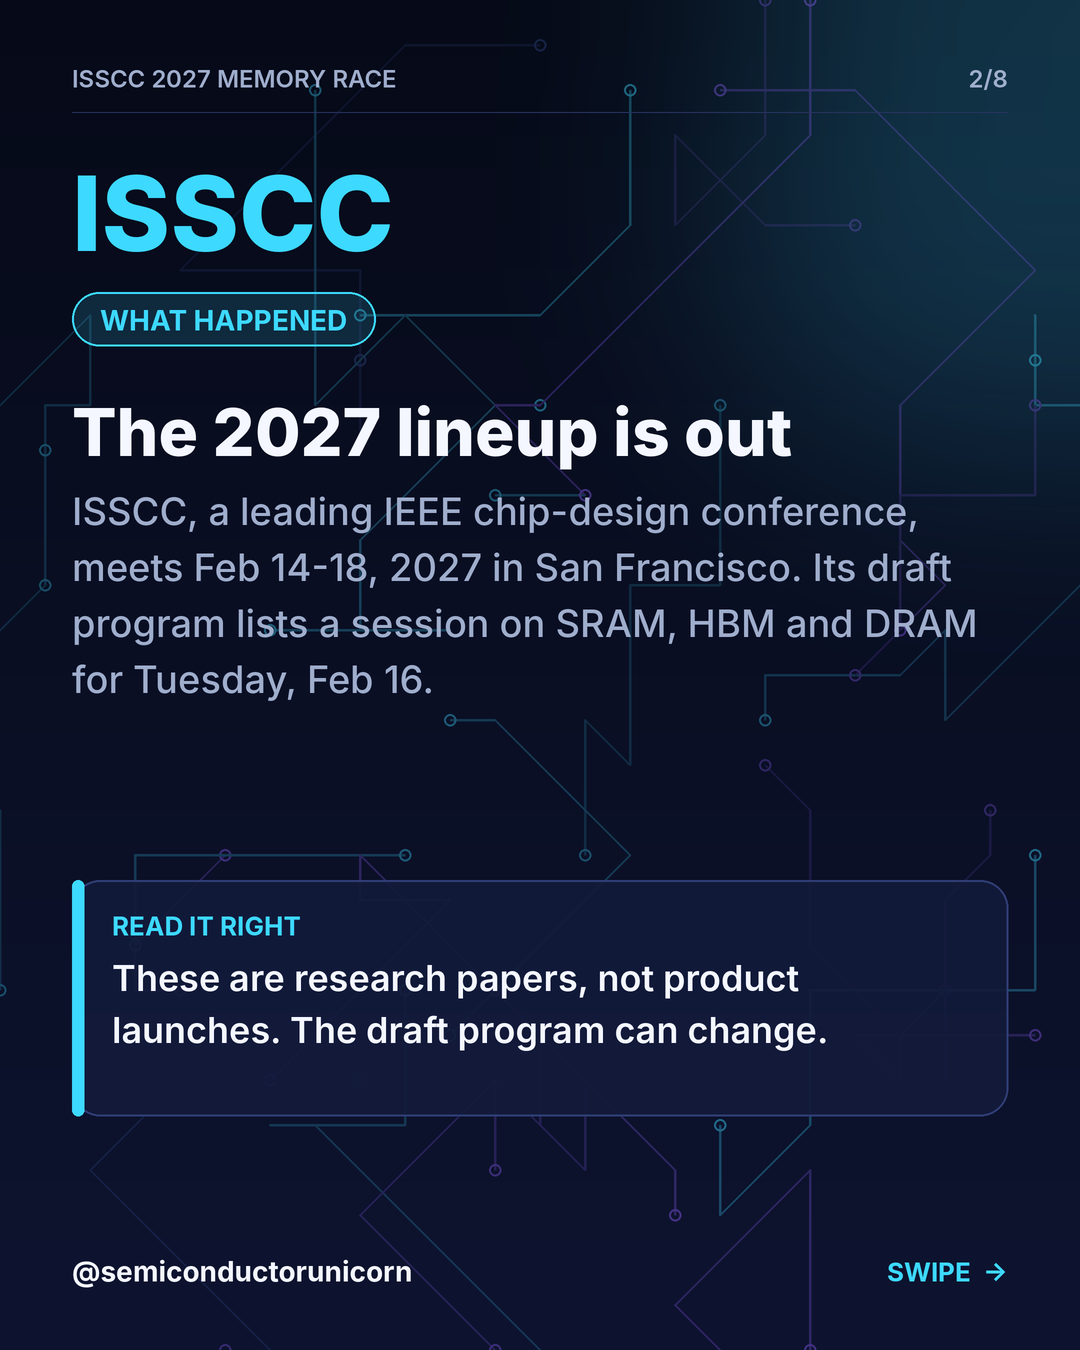 ISSCC 2027 MEMORY RACE
2/8
ISSCC
WHAT HAPPENED
The 2027 lineup is out
ISSCC, a leading IEEE chip-design conference,
meets Feb 14-18, 2027 in San Francisco. Its draft
program lists a session on SRAM, HBM and DRAM
for Tuesday, Feb 16.
READ IT RIGHT
These are research papers, not product
launches. The draft program can change.
@semiconductorunicorn
SWIPE →